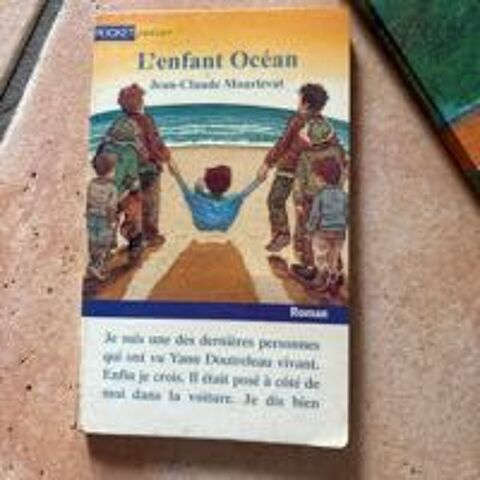 POCKET junior
L'enfant Océan
Jean-Claude Mourlevat
Roman
Je suis une des dernières personnes
qui ont vu Yann Doutreleau vivant.
Enfin je crois. Il était posé à côté de
moi dans la voiture. Je dis bien